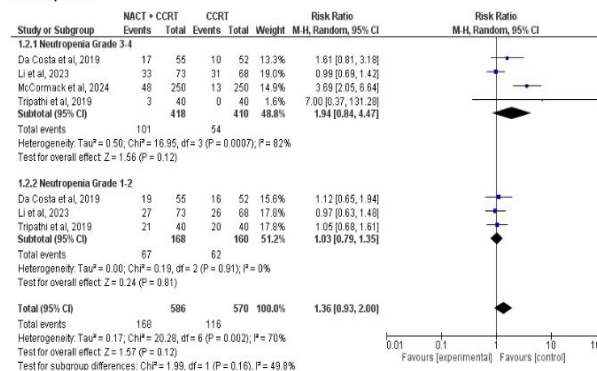 NACT + CCRT CCRT Risk Ratio Risk Ratio
Study or Subgroup Events Total Events Total Weight M-H, Random, 95% CI M-H, Random, 95% CI
1.2.1 Neutropenia Grade 3-4
Da Costa et al, 2019 17 55 10 52 13.3% 1.61 [0.81, 3.18]
Li et al, 2023 33 73 31 68 18.8% 0.99 [0.69, 1.42]
McCormack et al, 2024 48 250 13 250 15.1% 3.69 [2.05, 6.64]
Tripathi et al, 2019 3 40 0 40 1.6% 7.00 [0.37, 131.28]
Subtotal (95% CI) 418 410 48.8% 1.94 [0.84, 4.47]
Total events 101 54
Heterogeneity: Tau² = 0.50; Chi² = 16.95, df = 3 (P = 0.0007); I² = 82%
Test for overall effect: Z = 1.56 (P = 0.12)
1.2.2 Neutropenia Grade 1-2
Da Costa et al, 2019 19 55 16 52 15.6% 1.12 [0.65, 1.94]
Li et al, 2023 27 73 26 68 17.6% 0.97 [0.63, 1.48]
Tripathi et al, 2019 21 40 20 40 17.9% 1.05 [0.68, 1.61]
Subtotal (95% CI) 168 160 51.2% 1.03 [0.79, 1.35]
Total events 67 62
Heterogeneity: Tau² = 0.00; Chi² = 0.19, df = 2 (P = 0.91); I² = 0%
Test for overall effect: Z = 0.24 (P = 0.81)
Total (95% CI) 586 570 100.0% 1.36 [0.93, 2.00]
Total events 168 116
Heterogeneity: Tau² = 0.17; Chi² = 20.28, df = 6 (P = 0.002); I² = 70%
Test for overall effect: Z = 1.57 (P = 0.12)
Test for subgroup differences: Chi² = 1.99, df = 1 (P = 0.16), I² = 49.8%
0.01 0.1 1 10
Favours [experimental] Favours [control]